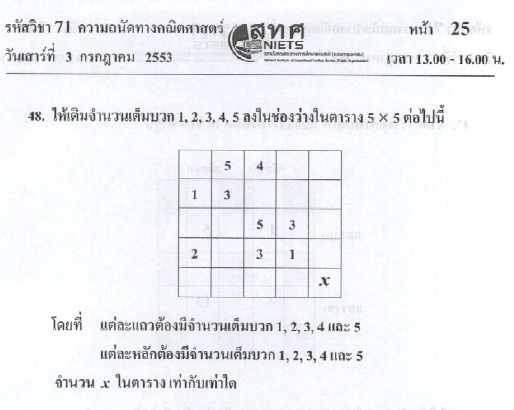 รหัสวิชา 71 ความถนัดทางคณิตศาสตร์ สทศ หน้า 25
NIETS
วันเสาร์ที่ 3 กรกฎาคม 2553 เวลา 13.00 - 16.00 น.
48. ให้เติมจำนวนเต็มบวก 1, 2, 3, 4, 5 ลงในช่องว่างในตาราง 5 × 5 ต่อไปนี้
5 4
1 3
5 3
2 3 1
x
โดยที่ แต่ละแถวต้องมีจำนวนเต็มบวก 1, 2, 3, 4 และ 5
แต่ละหลักต้องมีจำนวนเต็มบวก 1, 2, 3, 4 และ 5
จำนวน x ในตาราง เท่ากับเท่าใด